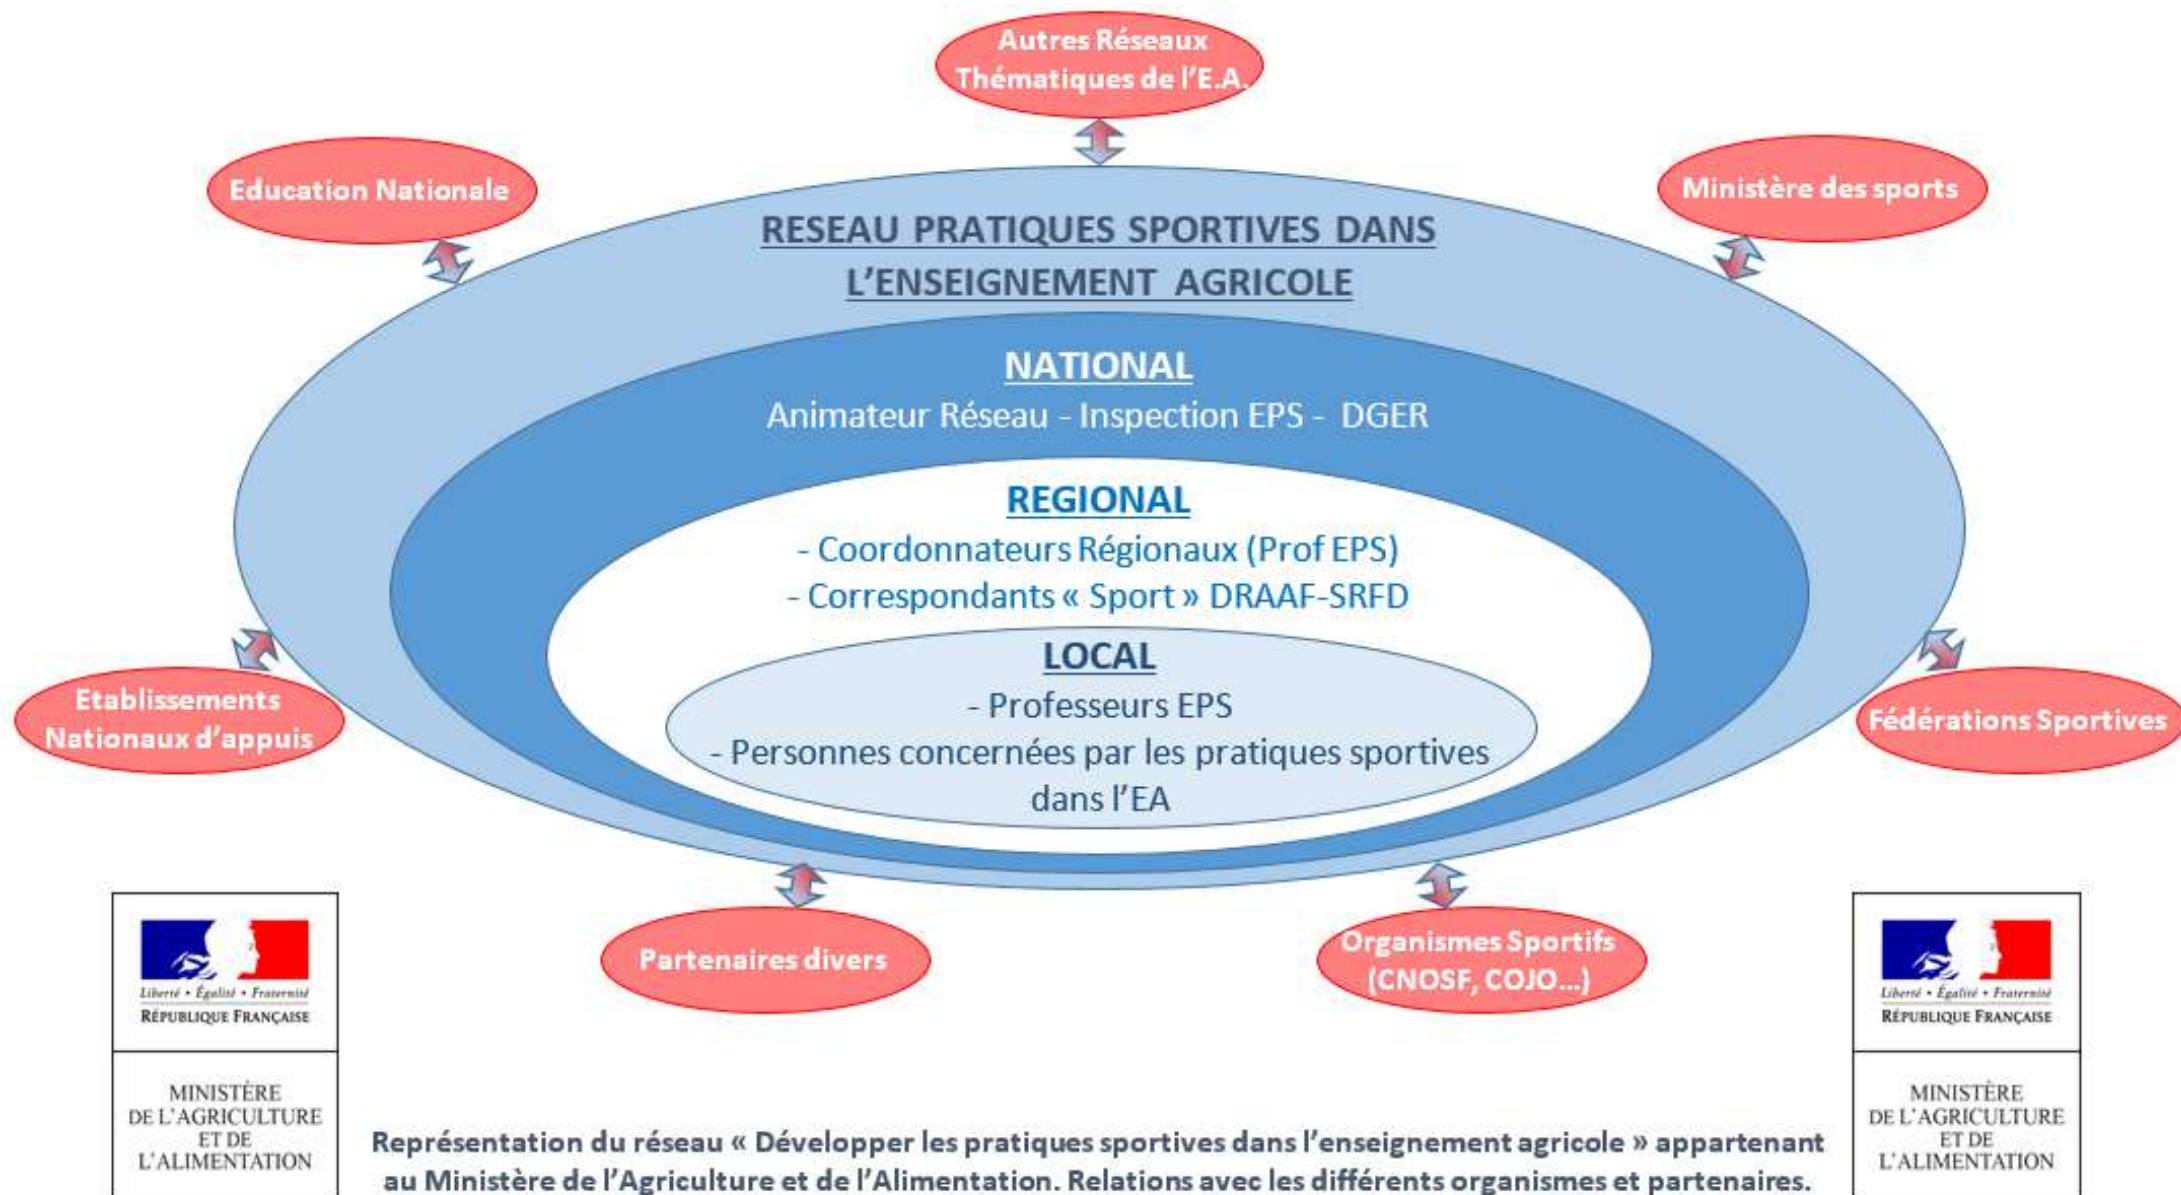 Autres Réseaux
Thématiques de l'E.A.
Education Nationale
Ministère des sports
RESEAU PRATIQUES SPORTIVES DANS
L'ENSEIGNEMENT AGRICOLE
NATIONAL
Animateur Réseau - Inspection EPS - DGER
REGIONAL
- Coordonnateurs Régionaux (Prof EPS)
- Correspondants « Sport » DRAAF-SRFD
LOCAL
- Professeurs EPS
- Personnes concernées par les pratiques sportives
dans l'EA
Etablissements
Nationaux d'appuis
Fédérations Sportives
Partenaires divers
Organismes Sportifs
(CNOSF, COJO...)
Liberté • Égalité • Fraternité
RÉPUBLIQUE FRANÇAISE
MINISTÈRE
DE L'AGRICULTURE
ET DE
L'ALIMENTATION
Représentation du réseau « Développer les pratiques sportives dans l'enseignement agricole » appartenant
au Ministère de l'Agriculture et de l'Alimentation. Relations avec les différents organismes et partenaires.
Liberté • Égalité • Fraternité
RÉPUBLIQUE FRANÇAISE
MINISTÈRE
DE L'AGRICULTURE
ET DE
L'ALIMENTATION